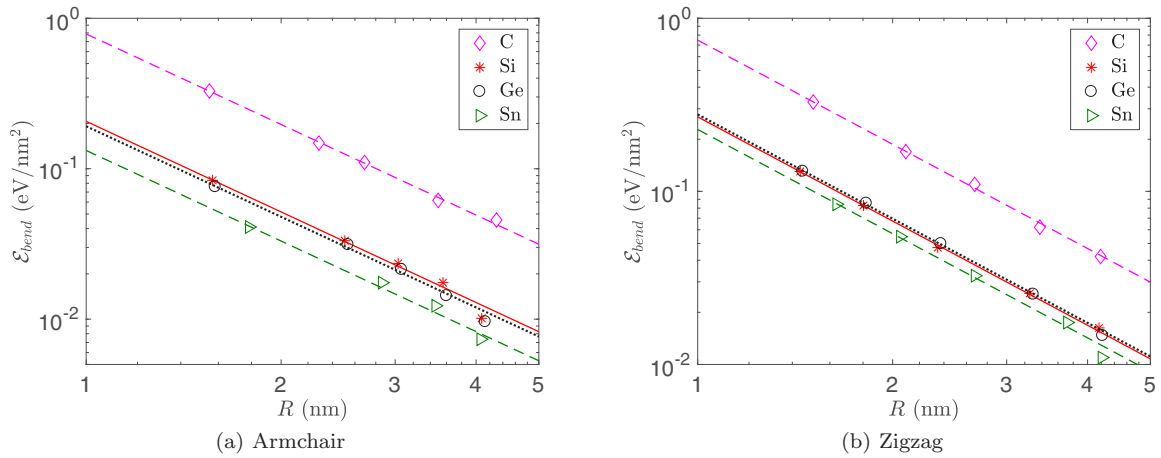 10^0
10^-1
10^-2
ℰ_bend (eV/nm^2)
1 2 3 4 5
R (nm)
C
Si
Ge
Sn
(a) Armchair
10^0
10^-1
10^-2
ℰ_bend (eV/nm^2)
1 2 3 4 5
R (nm)
C
Si
Ge
Sn
(b) Zigzag